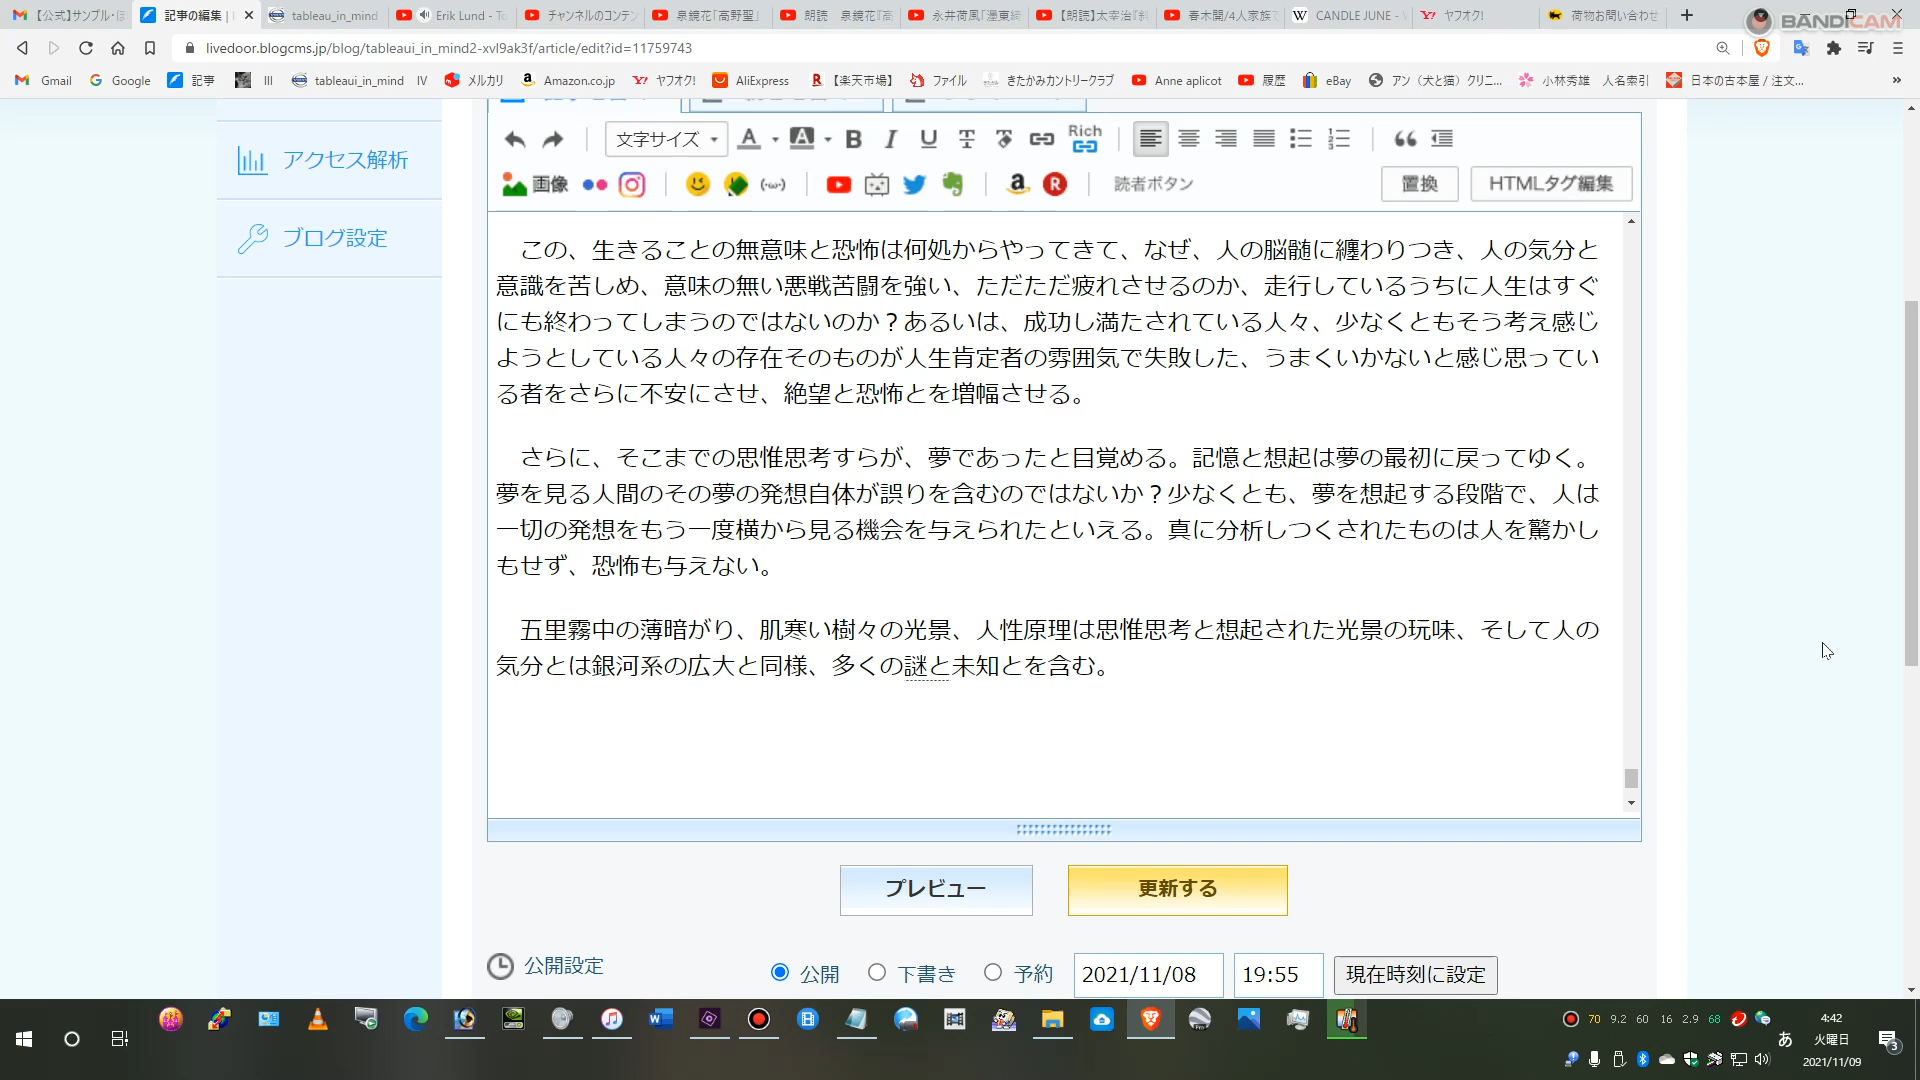 【公式】サンプル・ほ
記事の編集 |
tableau_in_mind
Erik Lund - To
チャンネルのコンテン
泉鏡花「高野聖」
朗読 泉鏡花『高
永井荷風『濹東綺
【朗読】太宰治『斜
春木開/4人家族で
CANDLE JUNE - W
ヤフオク!
荷物お問い合わせ
BANDICAM
livedoor.blogcms.jp/blog/tableaui_in_mind2-xvl9ak3f/article/edit?id=11759743
Gmail
Google
記事
III
tableaui_in_mind IV
メルカリ
Amazon.co.jp
ヤフオク!
AliExpress
【楽天市場】
ファイル
きたかみカントリークラブ
Anne aplicot
履歴
eBay
アン（犬と猫）クリニ...
小林秀雄 人名索引
日本の古本屋 / 注文...
アクセス解析
ブログ設定
文字サイズ
Rich
画像
読者ボタン
置換
HTMLタグ編集
この、生きることの無意味と恐怖は何処からやってきて、なぜ、人の脳髄に纏わりつき、人の気分と
意識を苦しめ、意味の無い悪戦苦闘を強い、ただただ疲れさせるのか、走行しているうちに人生はすぐ
にも終わってしまうのではないのか？あるいは、成功し満たされている人々、少なくともそう考え感じ
ようとしている人々の存在そのものが人生肯定者の雰囲気で失敗した、うまくいかないと感じ思ってい
る者をさらに不安にさせ、絶望と恐怖とを増幅させる。
さらに、そこまでの思惟思考すらが、夢であったと目覚める。記憶と想起は夢の最初に戻ってゆく。
夢を見る人間のその夢の発想自体が誤りを含むのではないか？少なくとも、夢を想起する段階で、人は
一切の発想をもう一度横から見る機会を与えられたといえる。真に分析しつくされたものは人を驚かし
もせず、恐怖も与えない。
五里霧中の薄暗がり、肌寒い樹々の光景、人性原理は思惟思考と想起された光景の玩味、そして人の
気分とは銀河系の広大と同様、多くの謎と未知とを含む。
プレビュー
更新する
公開設定
公開
下書き
予約
2021/11/08
19:55
現在時刻に設定
70 9.2 60 16 2.9 68
あ
4:42
火曜日
2021/11/09
3